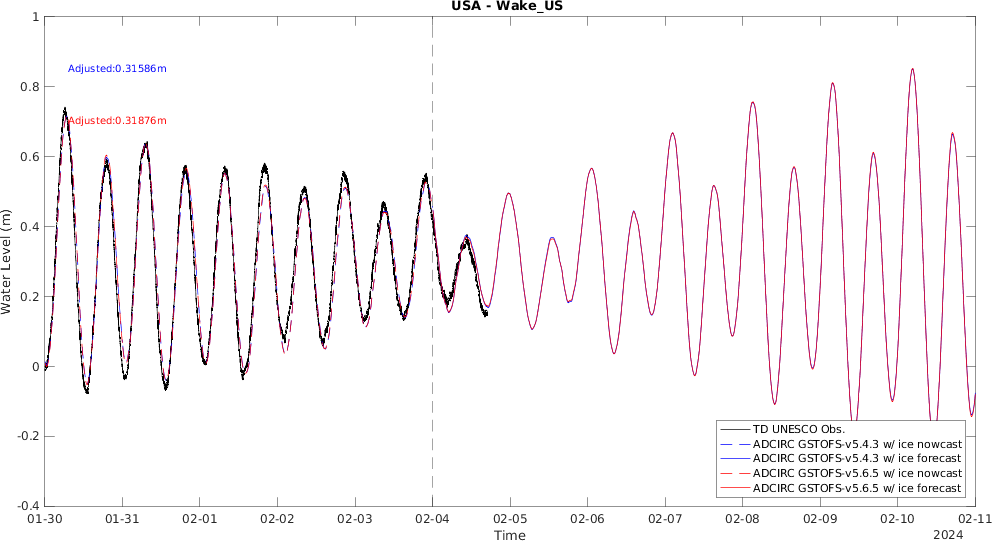 USA - Wake_US
Adjusted:0.31586m
Adjusted:0.31876m
Water Level (m)
1
0.8
0.6
0.4
0.2
0
-0.2
-0.4
TD UNESCO Obs.
ADCIRC GSTOFS-v5.4.3 w/ ice nowcast
ADCIRC GSTOFS-v5.4.3 w/ ice forecast
ADCIRC GSTOFS-v5.6.5 w/ ice nowcast
ADCIRC GSTOFS-v5.6.5 w/ ice forecast
01-30 01-31 02-01 02-02 02-03 02-04 02-05 02-06 02-07 02-08 02-09 02-10 02-11
Time
2024